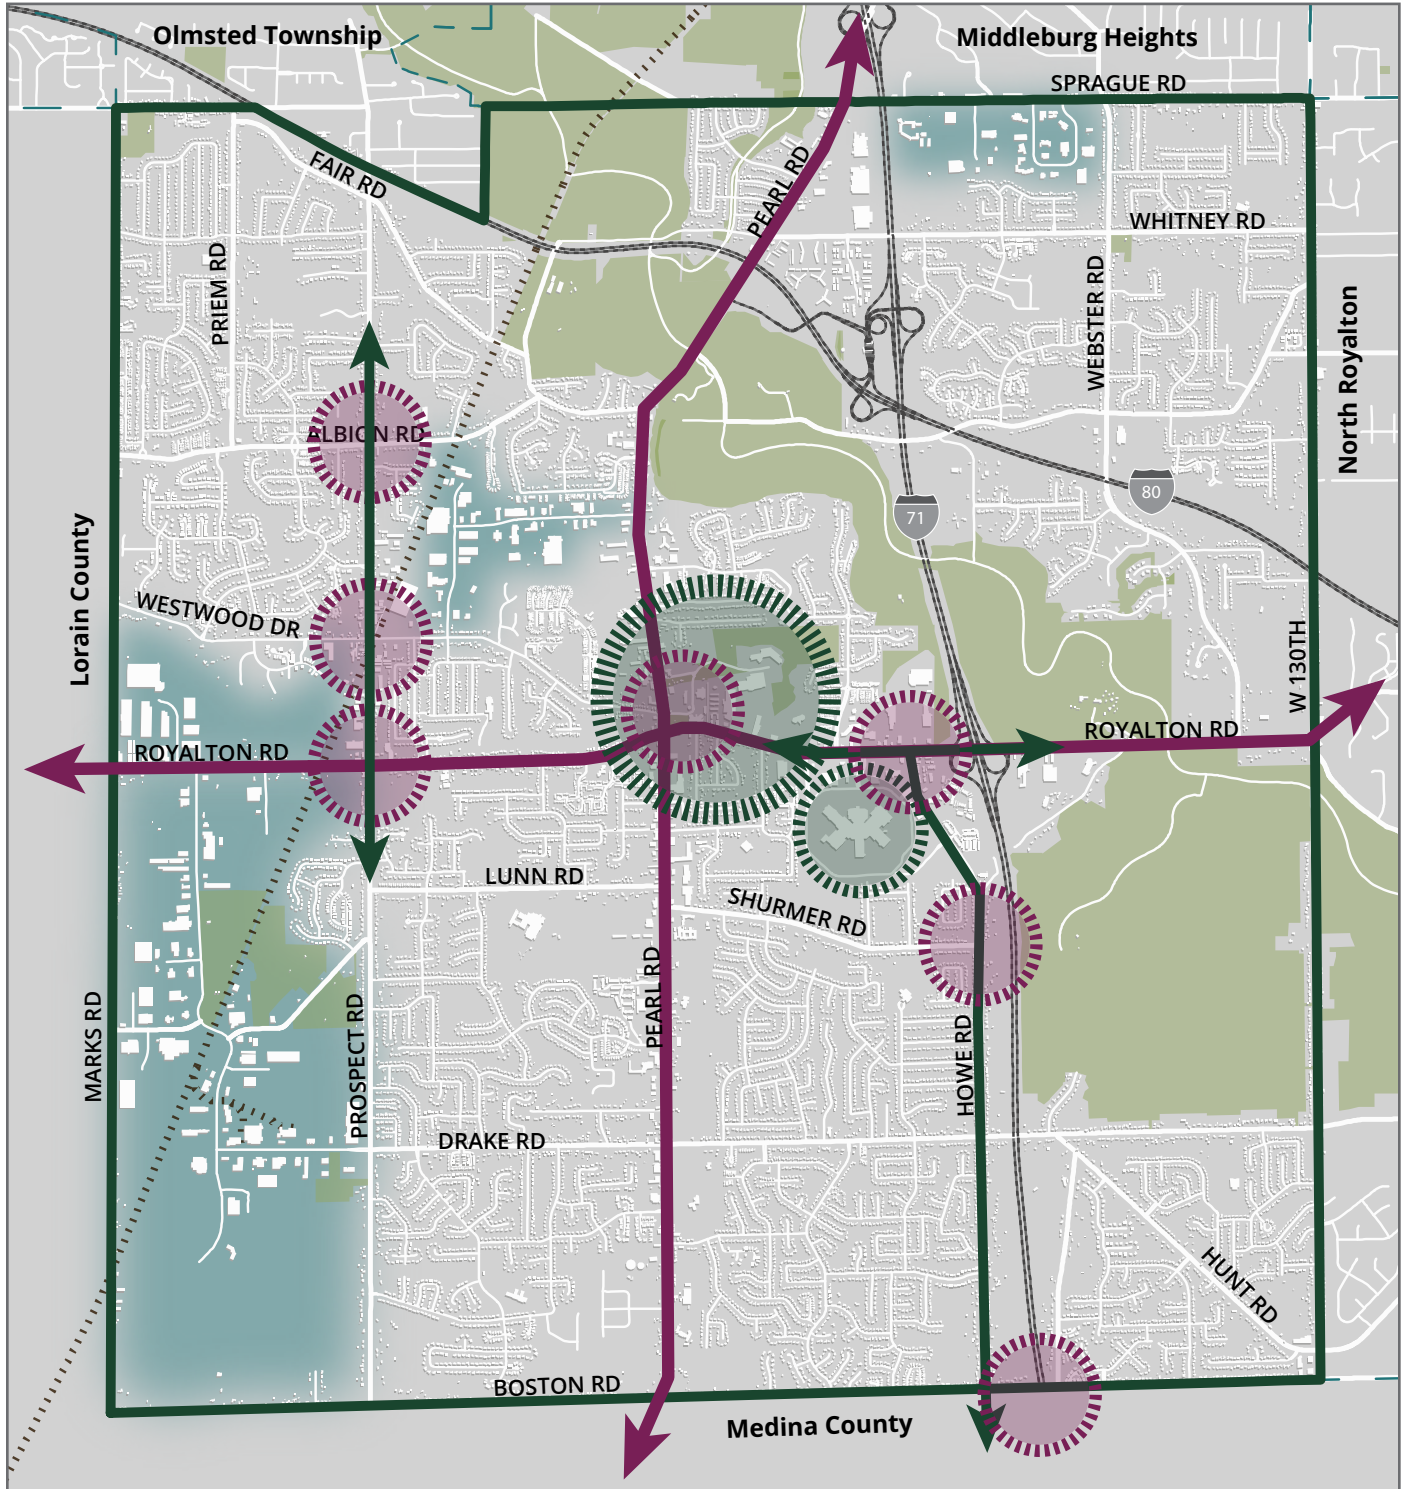 Olmsted Township
Middleburg Heights
SPRAGUE RD
FAIR RD
PEARL RD
WHITNEY RD
PRIEM RD
WEBSTER RD
North Royalton
ALBION RD
80
71
Lorain County
WESTWOOD DR
W 130TH
ROYALTON RD
ROYALTON RD
LUNN RD
SHURMER RD
MARKS RD
PROSPECT RD
PEARL RD
HOWE RD
DRAKE RD
HUNT RD
BOSTON RD
Medina County